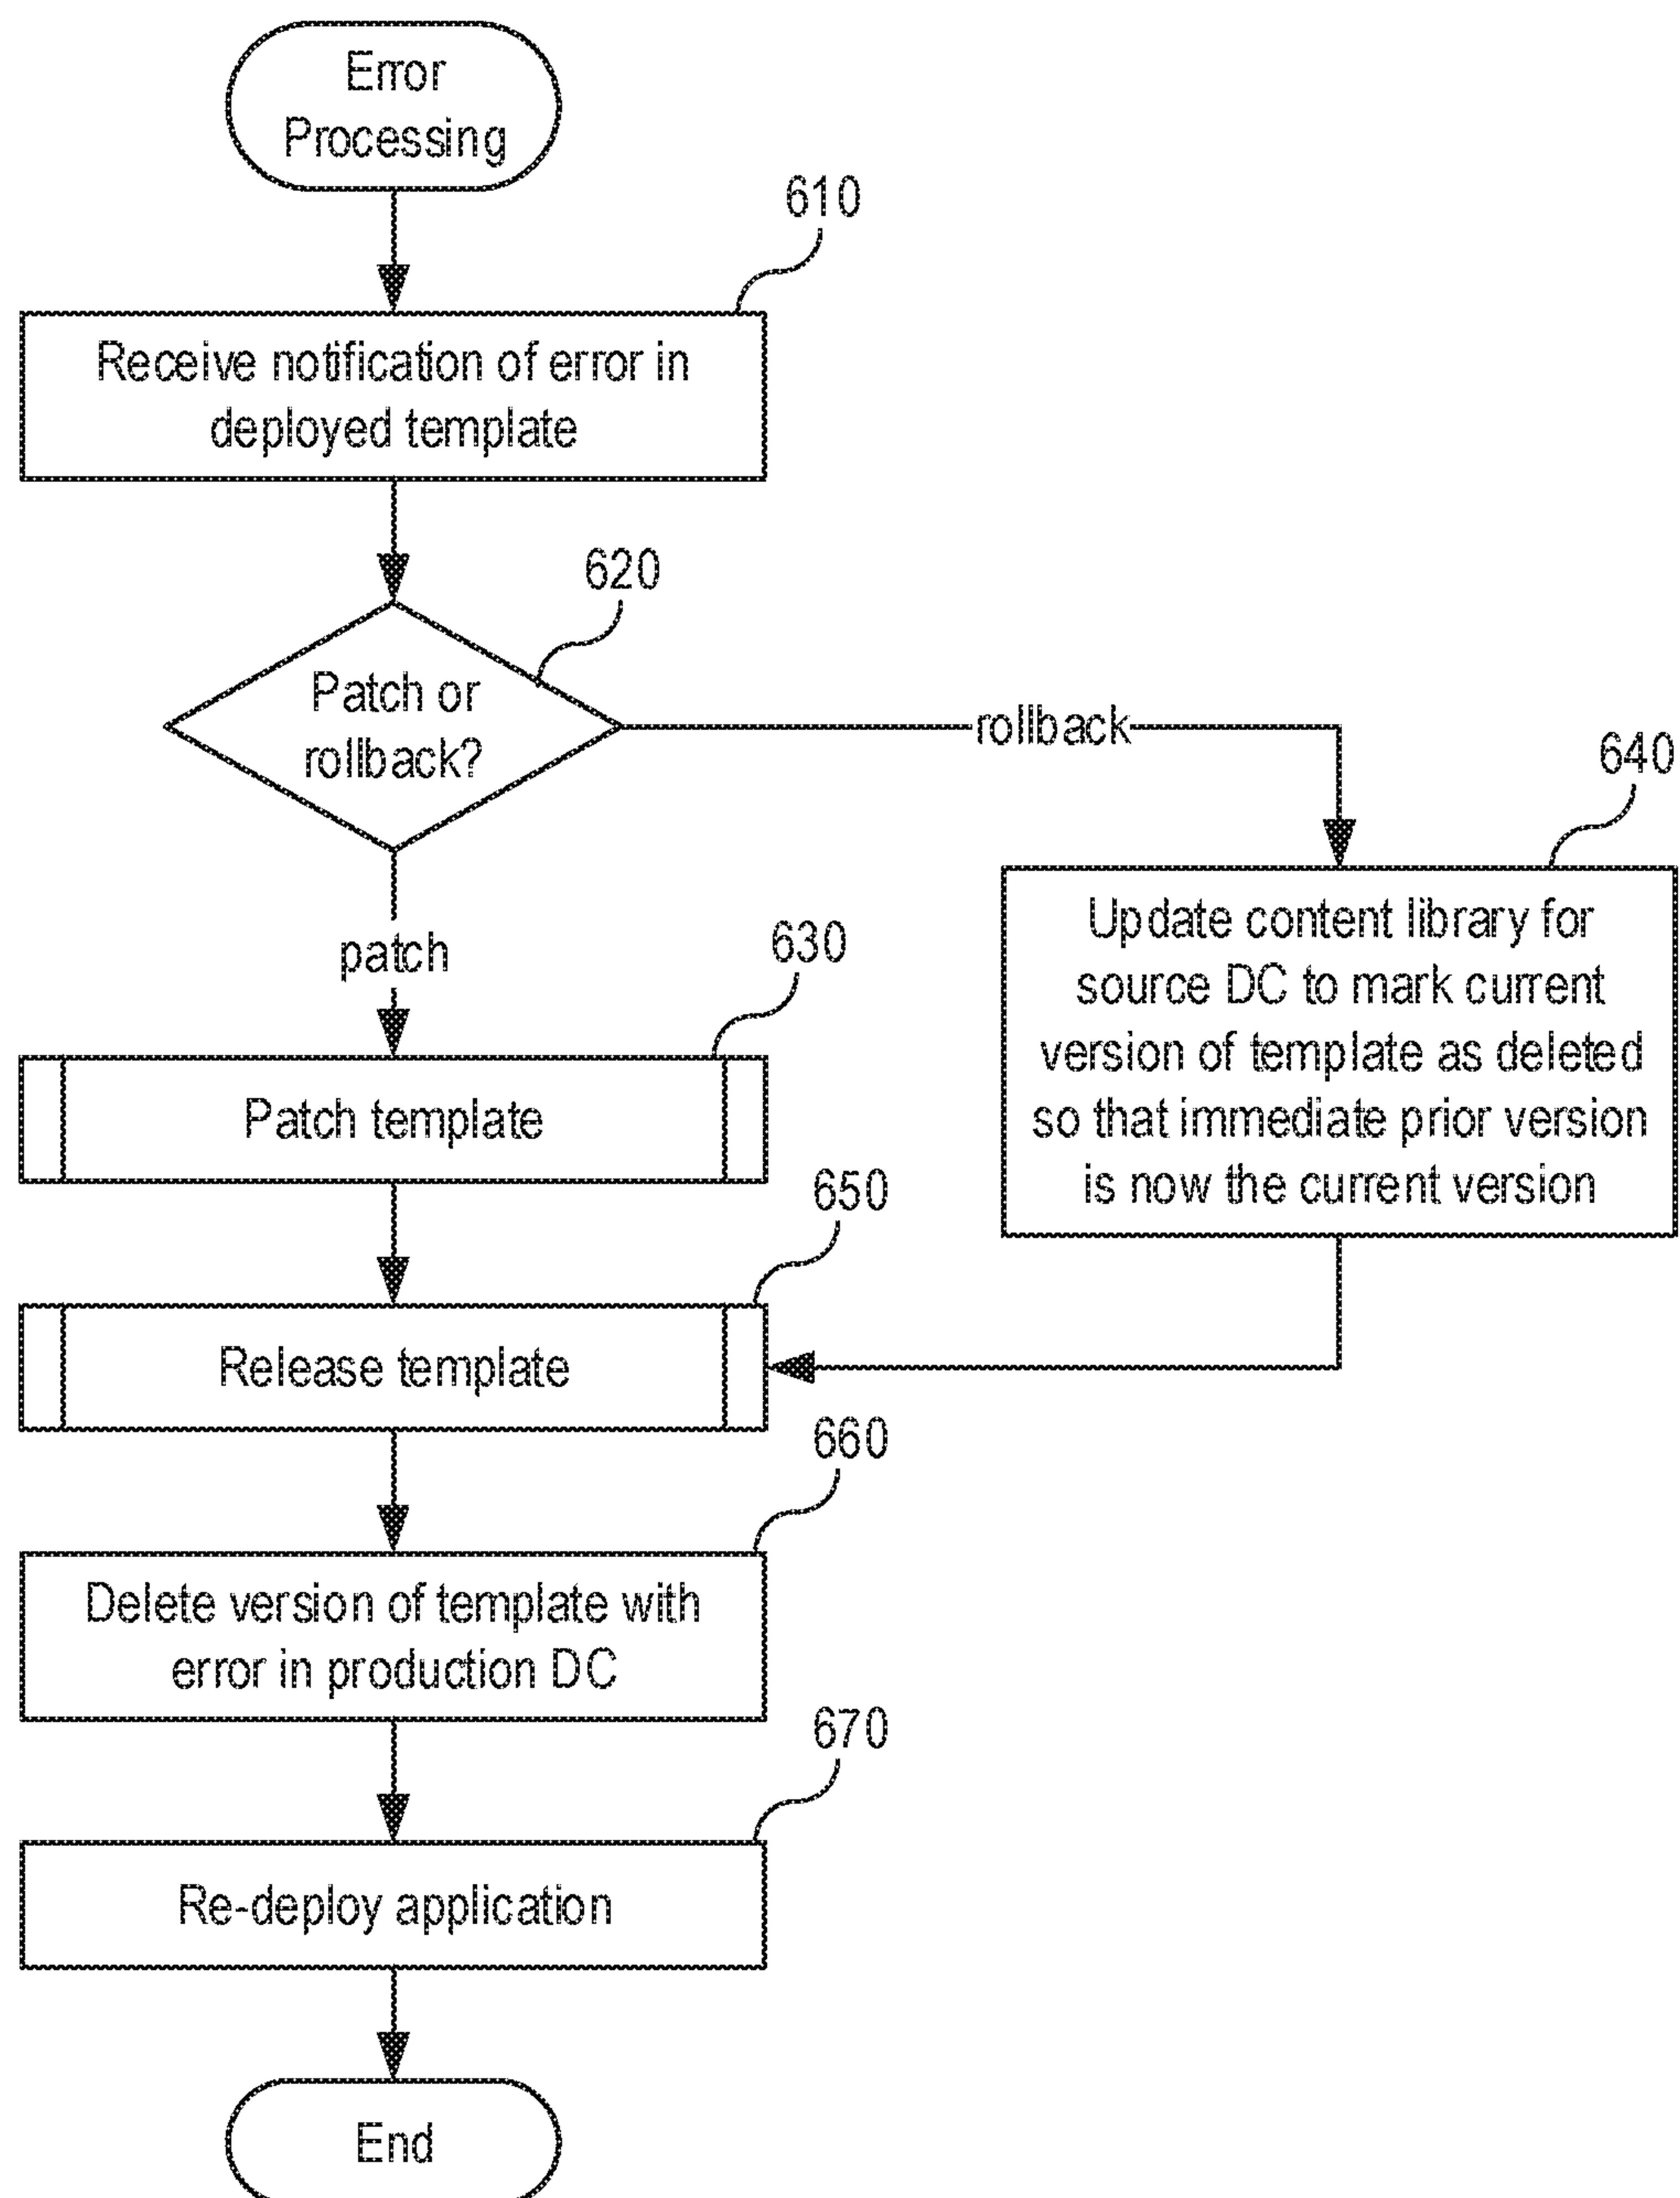 Error
Processing
610
Receive notification of error in
deployed template
620
Patch or
rollback?
rollback
640
Update content library for
source DC to mark current
version of template as deleted
so that immediate prior version
is now the current version
patch
630
Patch template
650
Release template
660
Delete version of template with
error in production DC
670
Re-deploy application
End